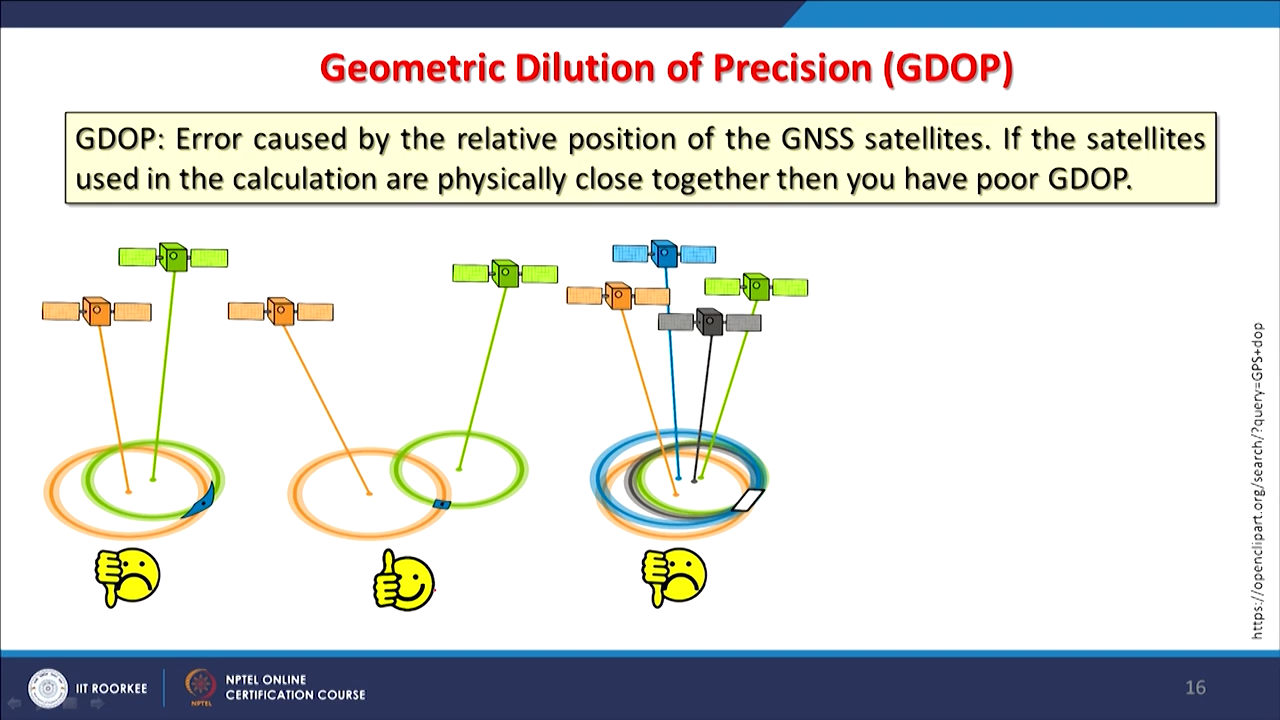 Geometric Dilution of Precision (GDOP)
GDOP: Error caused by the relative position of the GNSS satellites. If the satellites
used in the calculation are physically close together then you have poor GDOP.
https://openclipart.org/search/?query=GPS+dop
IIT ROORKEE
NPTEL
NPTEL ONLINE
CERTIFICATION COURSE
16